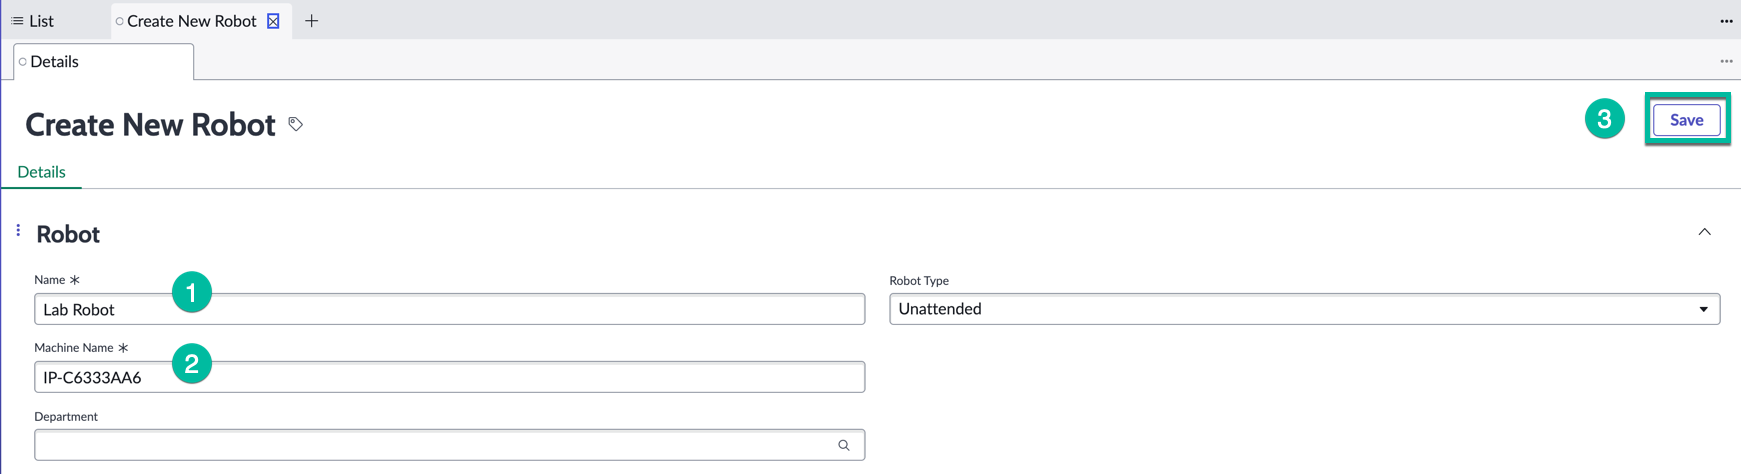 List
Create New Robot
Details
Create New Robot
3
Save
Details
Robot
Name *
1
Lab Robot
Robot Type
Unattended
Machine Name *
2
IP-C6333AA6
Department